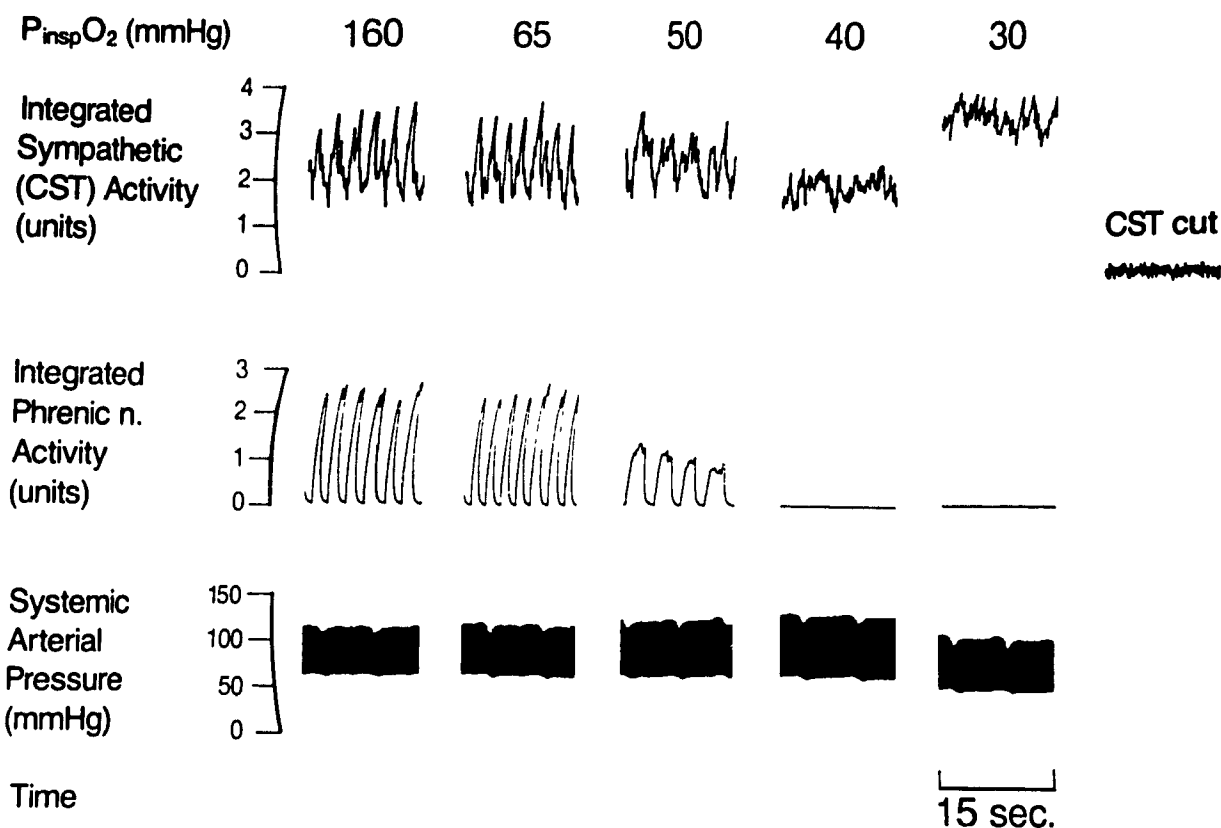 PinspO2 (mmHg) 160 65 50 40 30
Integrated
Sympathetic
(CST) Activity
(units)
4
3
2
1
0
CST cut
Integrated
Phrenic n.
Activity
(units)
3
2
1
0
Systemic
Arterial
Pressure
(mmHg)
150
100
50
0
Time
15 sec.